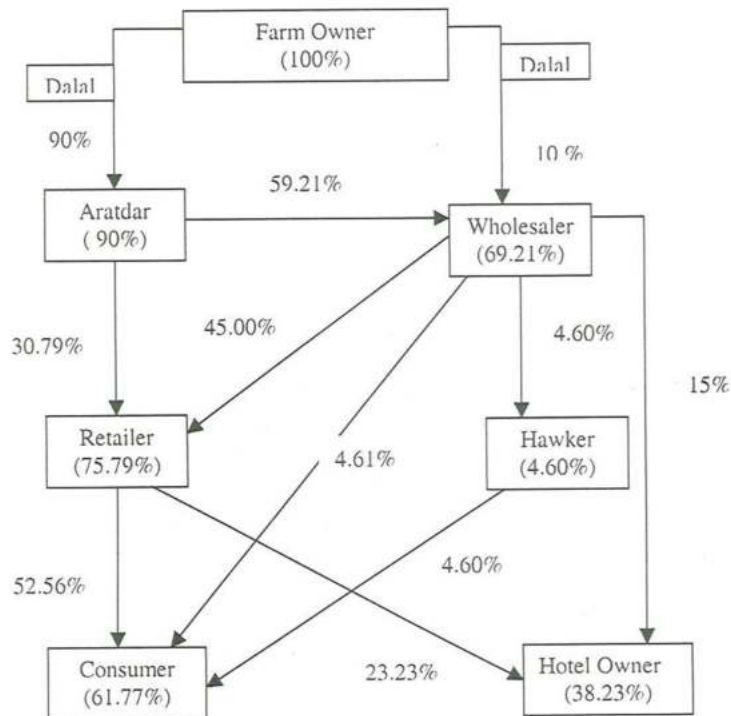 Farm Owner
(100%)
Dalal
Dalal
90%
10 %
59.21%
Aratdar
( 90%)
Wholesaler
(69.21%)
30.79%
45.00%
4.60%
15%
Retailer
(75.79%)
4.61%
Hawker
(4.60%)
52.56%
4.60%
23.23%
Consumer
(61.77%)
Hotel Owner
(38.23%)